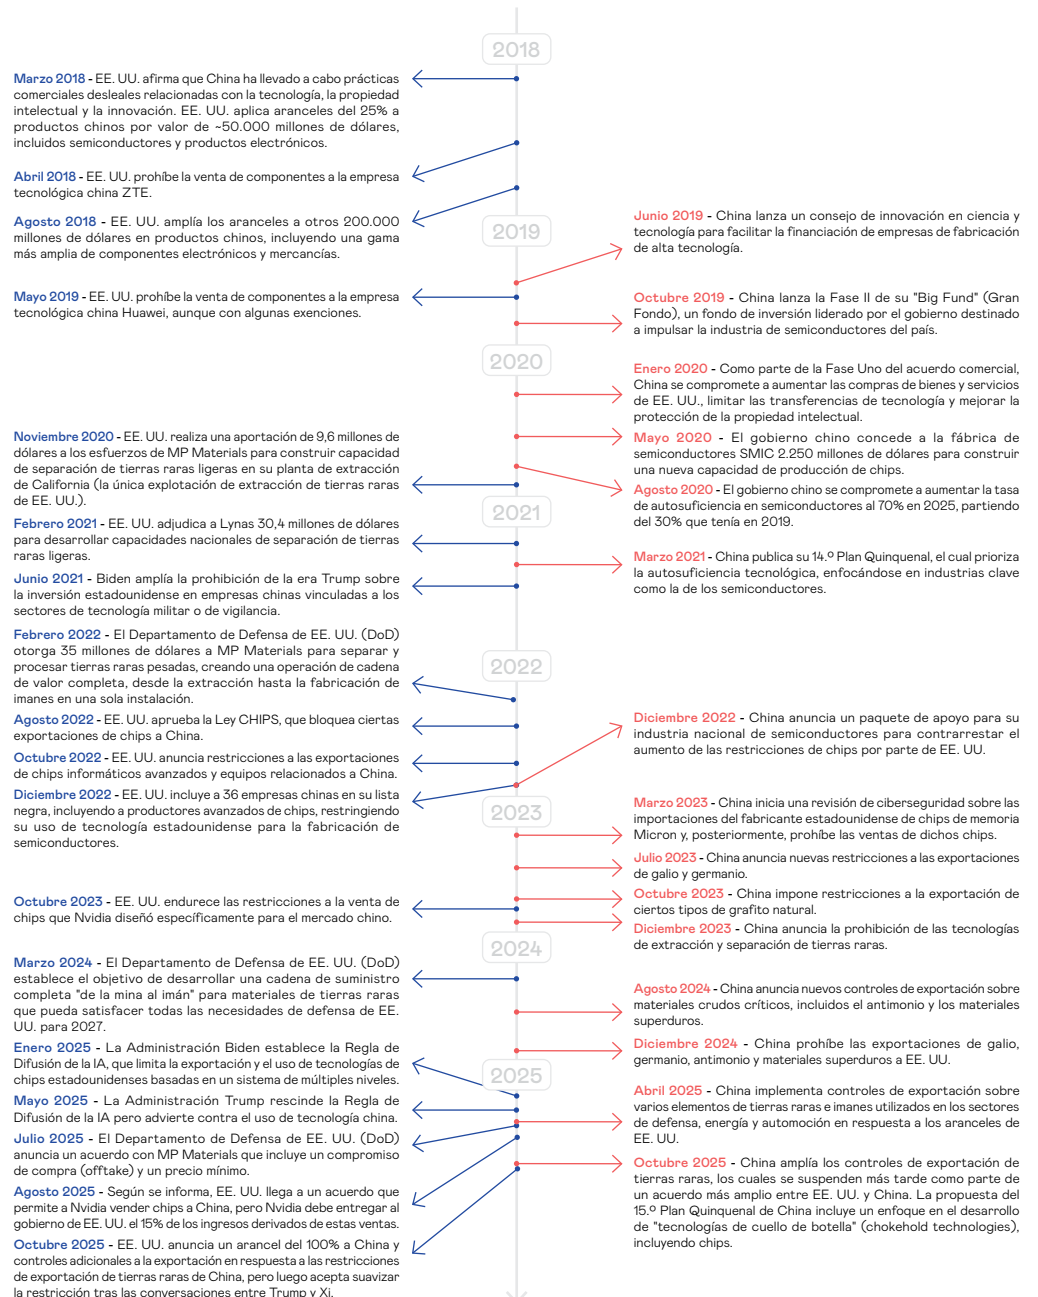 2018
Marzo 2018 - EE. UU. afirma que China ha llevado a cabo prácticas
comerciales desleales relacionadas con la tecnología, la propiedad
intelectual y la innovación. EE. UU. aplica aranceles del 25% a
productos chinos por valor de ~50.000 millones de dólares,
incluidos semiconductores y productos electrónicos.
Abril 2018 - EE. UU. prohíbe la venta de componentes a la empresa
tecnológica china ZTE.
Agosto 2018 - EE. UU. amplía los aranceles a otros 200.000
millones de dólares en productos chinos, incluyendo una gama
más amplia de componentes electrónicos y mercancías.
2019
Junio 2019 - China lanza un consejo de innovación en ciencia y
tecnología para facilitar la financiación de empresas de fabricación
de alta tecnología.
Mayo 2019 - EE. UU. prohíbe la venta de componentes a la empresa
tecnológica china Huawei, aunque con algunas exenciones.
Octubre 2019 - China lanza la Fase II de su "Big Fund" (Gran
Fondo), un fondo de inversión liderado por el gobierno destinado
a impulsar la industria de semiconductores del país.
2020
Enero 2020 - Como parte de la Fase Uno del acuerdo comercial,
China se compromete a aumentar las compras de bienes y servicios
de EE. UU., limitar las transferencias de tecnología y mejorar la
protección de la propiedad intelectual.
Mayo 2020 - El gobierno chino concede a la fábrica de
semiconductores SMIC 2.250 millones de dólares para construir
una nueva capacidad de producción de chips.
Agosto 2020 - El gobierno chino se compromete a aumentar la tasa
de autosuficiencia en semiconductores al 70% en 2025, partiendo
del 30% que tenía en 2019.
Noviembre 2020 - EE. UU. realiza una aportación de 9,6 millones de
dólares a los esfuerzos de MP Materials para construir capacidad
de separación de tierras raras ligeras en su planta de extracción
de California (la única explotación de extracción de tierras raras
de EE. UU.).
2021
Febrero 2021 - EE. UU. adjudica a Lynas 30,4 millones de dólares
para desarrollar capacidades nacionales de separación de tierras
raras ligeras.
Marzo 2021 - China publica su 14.º Plan Quinquenal, el cual prioriza
la autosuficiencia tecnológica, enfocándose en industrias clave
como la de los semiconductores.
Junio 2021 - Biden amplía la prohibición de la era Trump sobre
la inversión estadounidense en empresas chinas vinculadas a los
sectores de tecnología militar o de vigilancia.
2022
Febrero 2022 - El Departamento de Defensa de EE. UU. (DoD)
otorga 35 millones de dólares a MP Materials para separar y
procesar tierras raras pesadas, creando una operación de cadena
de valor completa, desde la extracción hasta la fabricación de
imanes en una sola instalación.
Agosto 2022 - EE. UU. aprueba la Ley CHIPS, que bloquea ciertas
exportaciones de chips a China.
Octubre 2022 - EE. UU. anuncia restricciones a las exportaciones
de chips informáticos avanzados y equipos relacionados a China.
Diciembre 2022 - EE. UU. incluye a 36 empresas chinas en su lista
negra, incluyendo a productores avanzados de chips, restringiendo
su uso de tecnología estadounidense para la fabricación de
semiconductores.
Diciembre 2022 - China anuncia un paquete de apoyo para su
industria nacional de semiconductores para contrarrestar el
aumento de las restricciones de chips por parte de EE. UU.
2023
Marzo 2023 - China inicia una revisión de ciberseguridad sobre las
importaciones del fabricante estadounidense de chips de memoria
Micron y, posteriormente, prohíbe las ventas de dichos chips.
Julio 2023 - China anuncia nuevas restricciones a las exportaciones
de galio y germanio.
Octubre 2023 - China impone restricciones a la exportación de
ciertos tipos de grafito natural.
Octubre 2023 - EE. UU. endurece las restricciones a la venta de
chips que Nvidia diseñó específicamente para el mercado chino.
Diciembre 2023 - China anuncia la prohibición de las tecnologías
de extracción y separación de tierras raras.
2024
Marzo 2024 - El Departamento de Defensa de EE. UU. (DoD)
establece el objetivo de desarrollar una cadena de suministro
completa "de la mina al imán" para materiales de tierras raras
que pueda satisfacer todas las necesidades de defensa de EE.
UU. para 2027.
Agosto 2024 - China anuncia nuevos controles de exportación sobre
materiales crudos críticos, incluidos el antimonio y los materiales
superduros.
Diciembre 2024 - China prohíbe las exportaciones de galio,
germanio, antimonio y materiales superduros a EE. UU.
2025
Enero 2025 - La Administración Biden establece la Regla de
Difusión de la IA, que limita la exportación y el uso de tecnologías de
chips estadounidenses basadas en un sistema de múltiples niveles.
Mayo 2025 - La Administración Trump rescinde la Regla de
Difusión de la IA pero advierte contra el uso de tecnología china.
Abril 2025 - China implementa controles de exportación sobre
varios elementos de tierras raras e imanes utilizados en los sectores
de defensa, energía y automoción en respuesta a los aranceles de
EE. UU.
Julio 2025 - El Departamento de Defensa de EE. UU. (DoD)
anuncia un acuerdo con MP Materials que incluye un compromiso
de compra (offtake) y un precio mínimo.
Agosto 2025 - Según se informa, EE. UU. llega a un acuerdo que
permite a Nvidia vender chips a China, pero Nvidia debe entregar al
gobierno de EE. UU. el 15% de los ingresos derivados de estas ventas.
Octubre 2025 - China amplía los controles de exportación de
tierras raras, los cuales se suspenden más tarde como parte de
un acuerdo más amplio entre EE. UU. y China. La propuesta del
15.º Plan Quinquenal de China incluye un enfoque en el desarrollo
de "tecnologías de cuello de botella" (chokehold technologies),
incluyendo chips.
Octubre 2025 - EE. UU. anuncia un arancel del 100% a China y
controles adicionales a la exportación en respuesta a las restricciones
de exportación de tierras raras de China, pero luego acepta suavizar
la restricción tras las conversaciones entre Trump y Xi.